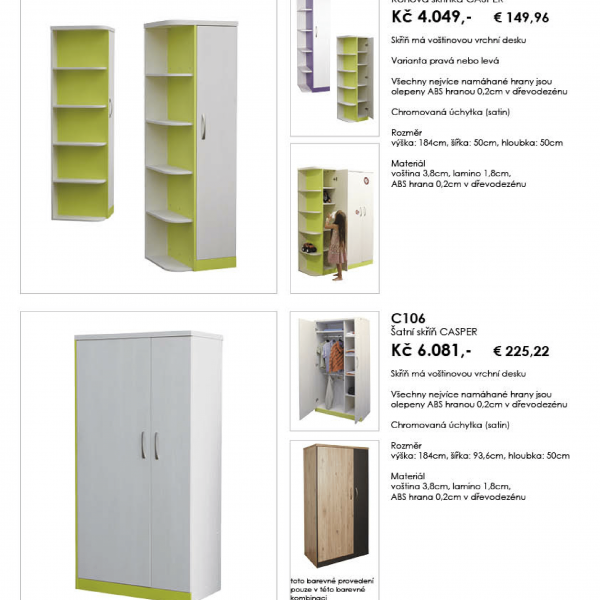 Rohová skříňka CASPER
Kč 4.049,- € 149,96
Skříň má voštinovou vrchní desku
Varianta pravá nebo levá
Všechny nejvíce namáhané hrany jsou
olepeny ABS hranou 0,2cm v dřevodezénu
Chromovaná úchytka (satin)
Rozměr
výška: 184cm, šířka: 50cm, hloubka: 50cm
Materiál
voština 3,8cm, lamino 1,8cm,
ABS hrana 0,2cm v dřevodezénu
C106
Šatní skříň CASPER
Kč 6.081,- € 225,22
Skříň má voštinovou vrchní desku
Všechny nejvíce namáhané hrany jsou
olepeny ABS hranou 0,2cm v dřevodezénu
Chromovaná úchytka (satin)
Rozměr
výška: 184cm, šířka: 93,6cm, hloubka: 50cm
Materiál
voština 3,8cm, lamino 1,8cm,
ABS hrana 0,2cm v dřevodezénu
toto barevné provedení
pouze v této barevné
kombinaci